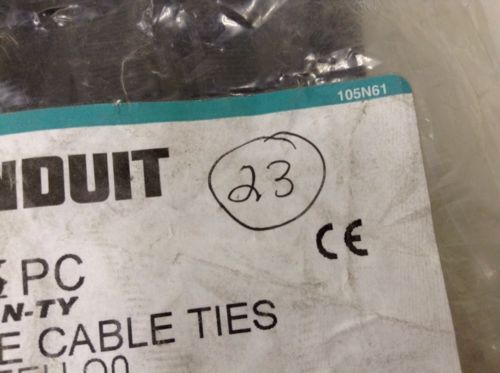 105N61
NDUIT
23
CE
PC
N-TY
E CABLE TIES